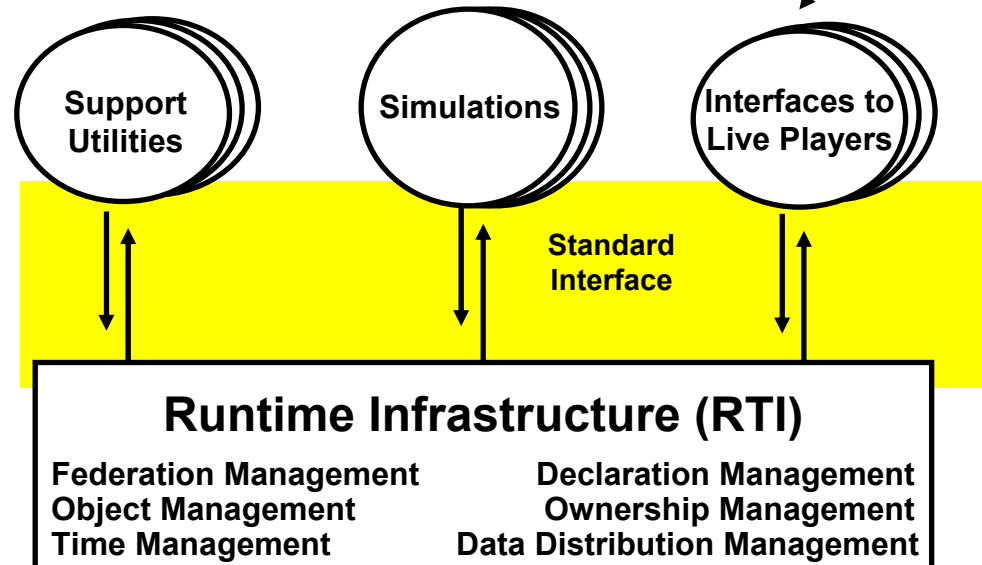 Support
Utilities
Simulations
Interfaces to
Live Players
Standard
Interface
Runtime Infrastructure (RTI)
Federation Management
Declaration Management
Object Management
Ownership Management
Time Management
Data Distribution Management